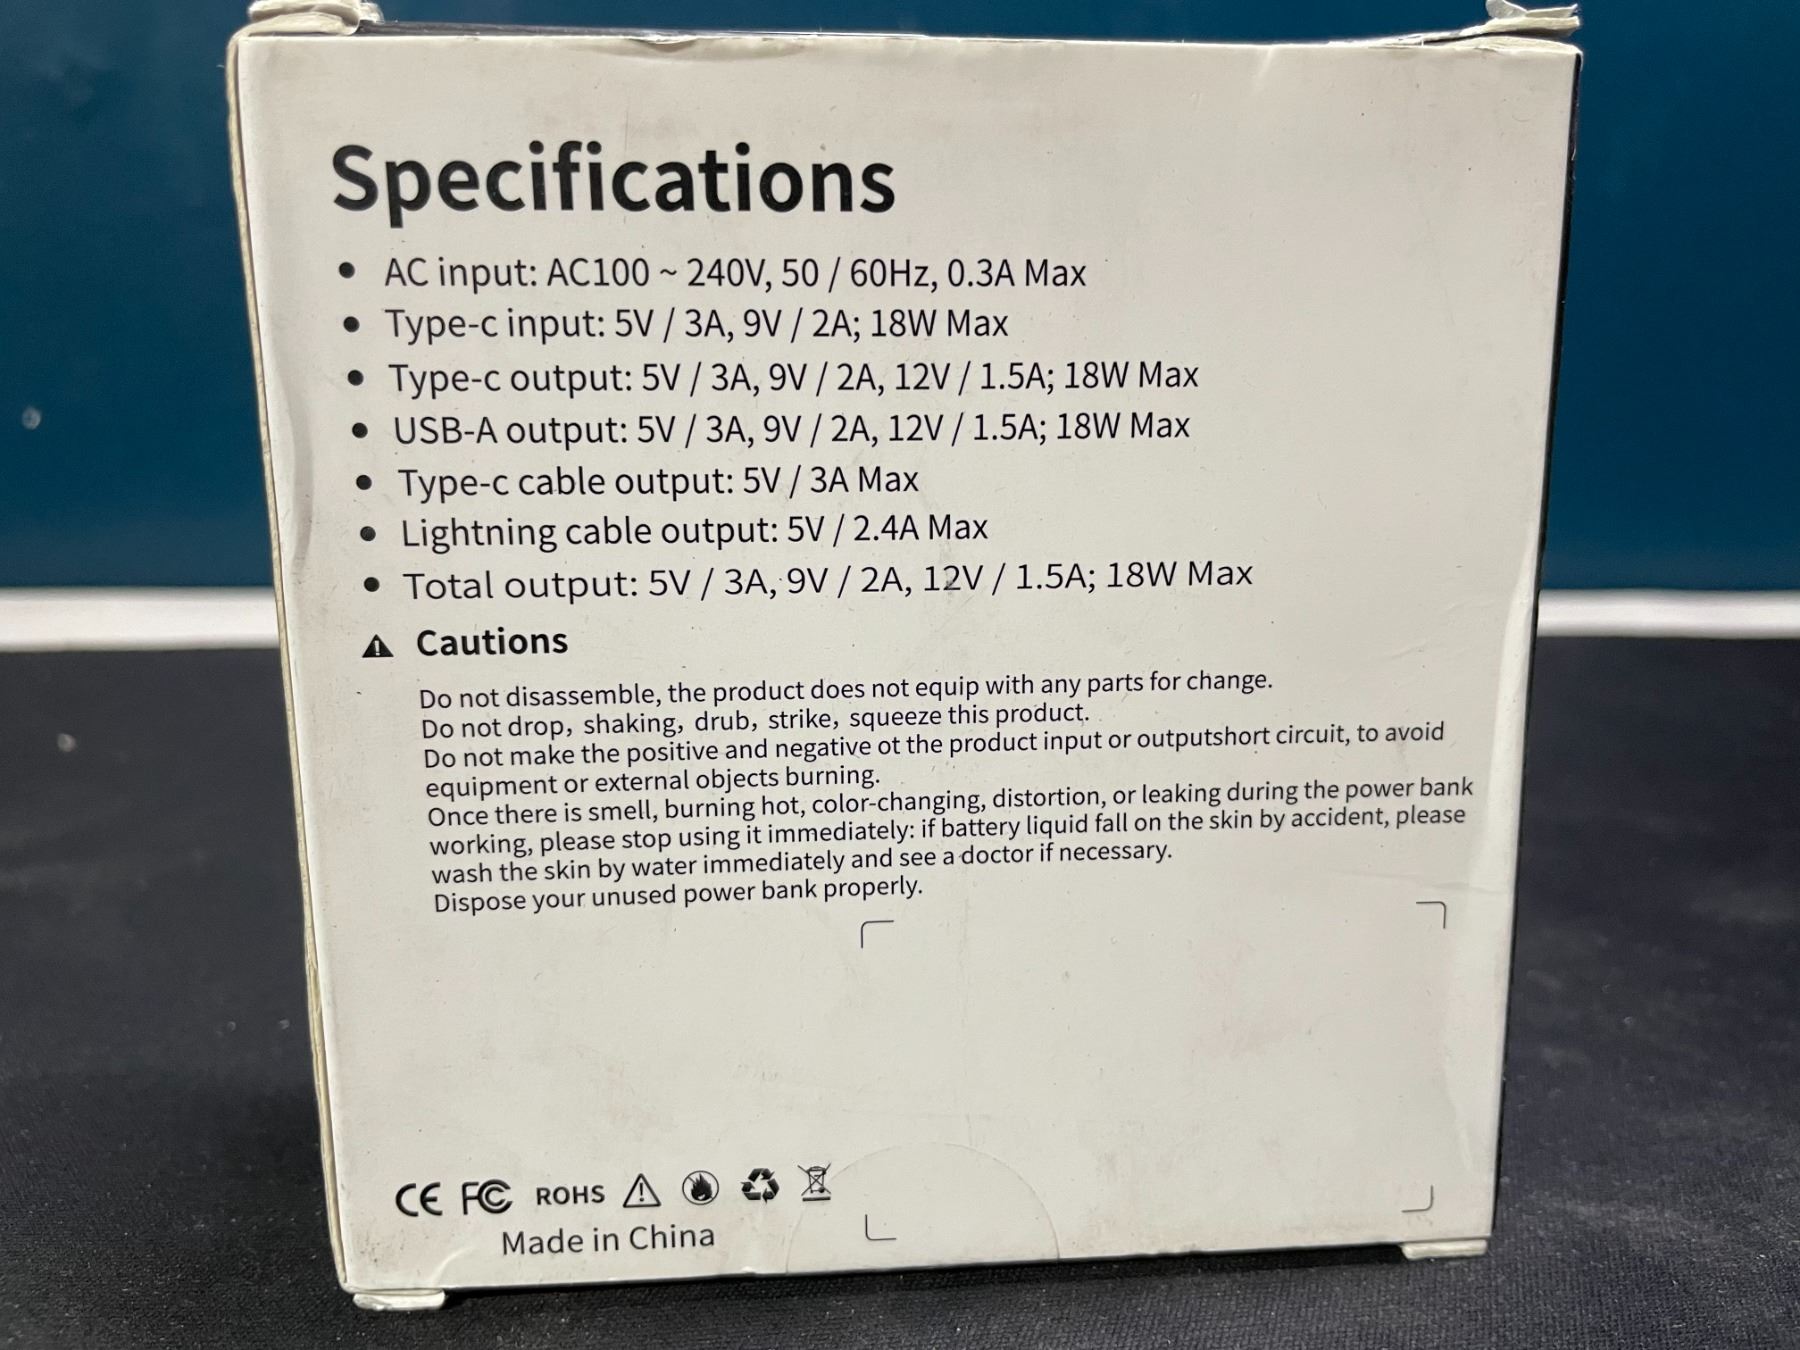 Specifications
• AC input: AC100 ~ 240V, 50 / 60Hz, 0.3A Max
• Type-c input: 5V / 3A, 9V / 2A; 18W Max
• Type-c output: 5V / 3A, 9V / 2A, 12V / 1.5A; 18W Max
• USB-A output: 5V / 3A, 9V / 2A, 12V / 1.5A; 18W Max
• Type-c cable output: 5V / 3A Max
• Lightning cable output: 5V / 2.4A Max
• Total output: 5V / 3A, 9V / 2A, 12V / 1.5A; 18W Max
Cautions
Do not disassemble, the product does not equip with any parts for change.
Do not drop, shaking, drub, strike, squeeze this product.
Do not make the positive and negative ot the product input or outputshort circuit, to avoid
equipment or external objects burning.
Once there is smell, burning hot, color-changing, distortion, or leaking during the power bank
working, please stop using it immediately: if battery liquid fall on the skin by accident, please
wash the skin by water immediately and see a doctor if necessary.
Dispose your unused power bank properly.
CE FC ROHS
Made in China